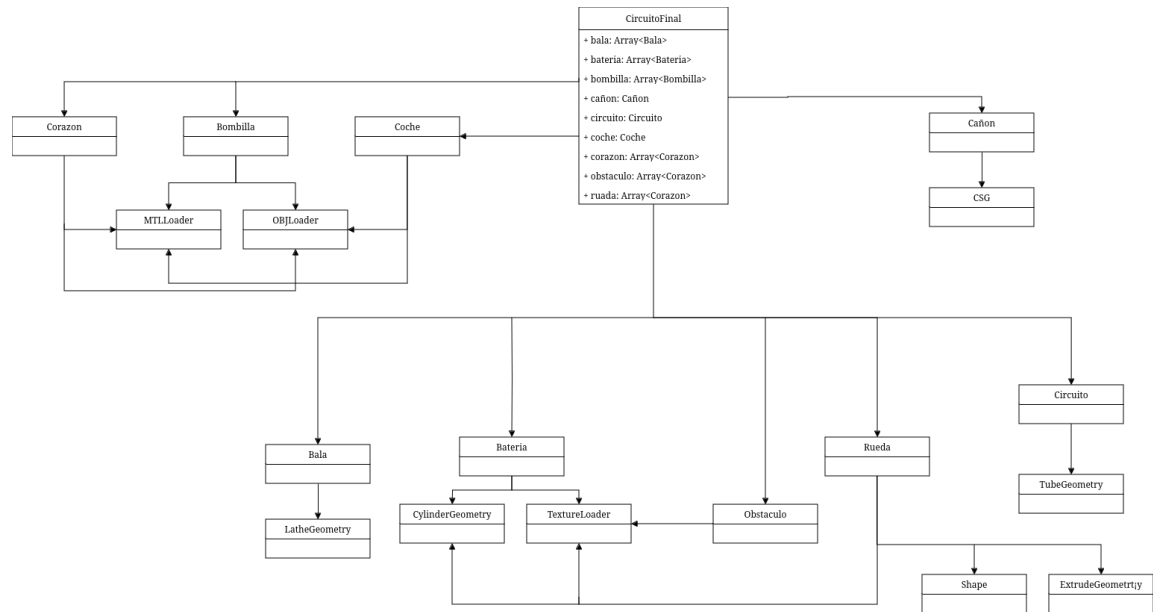 CircuitoFinal
+ bala: Array<Bala>
+ bateria: Array<Bateria>
+ bombilla: Array<Bombilla>
+ cañon: Cañon
+ circuito: Circuito
+ coche: Coche
+ corazon: Array<Corazon>
+ obstaculo: Array<Corazon>
+ ruada: Array<Corazon>
Corazon
Bombilla
Coche
Cañon
MTLLoader
OBJLoader
CSG
Circuito
Bala
Bateria
Rueda
TubeGeometry
LatheGeometry
CylinderGeometry
TextureLoader
Obstaculo
Shape
ExtrudeGeometrt¡y